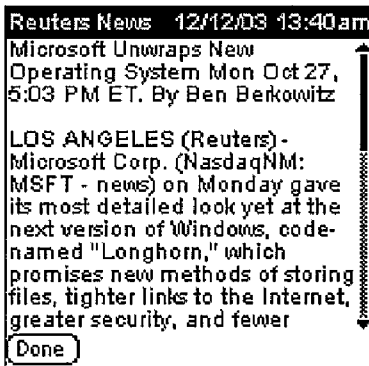 Reuters News 12/12/03 13:40am
Microsoft Unwraps New
Operating System Mon Oct 27,
5:03 PM ET. By Ben Berkowitz
LOS ANGELES (Reuters) -
Microsoft Corp. (NasdaqNM:
MSFT - news) on Monday gave
its most detailed look yet at the
next version of Windows, code-
named "Longhorn," which
promises new methods of storing
files, tighter links to the Internet,
greater security, and fewer
Done